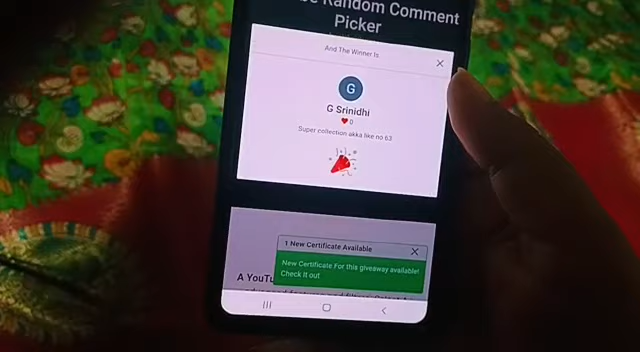 Random Comment
Picker
And The Winner Is
G
G Srinidhi
0
Super collection akka like no 63
1 New Certificate Available
New Certificate For this giveaway available!
Check It out
A YouTu